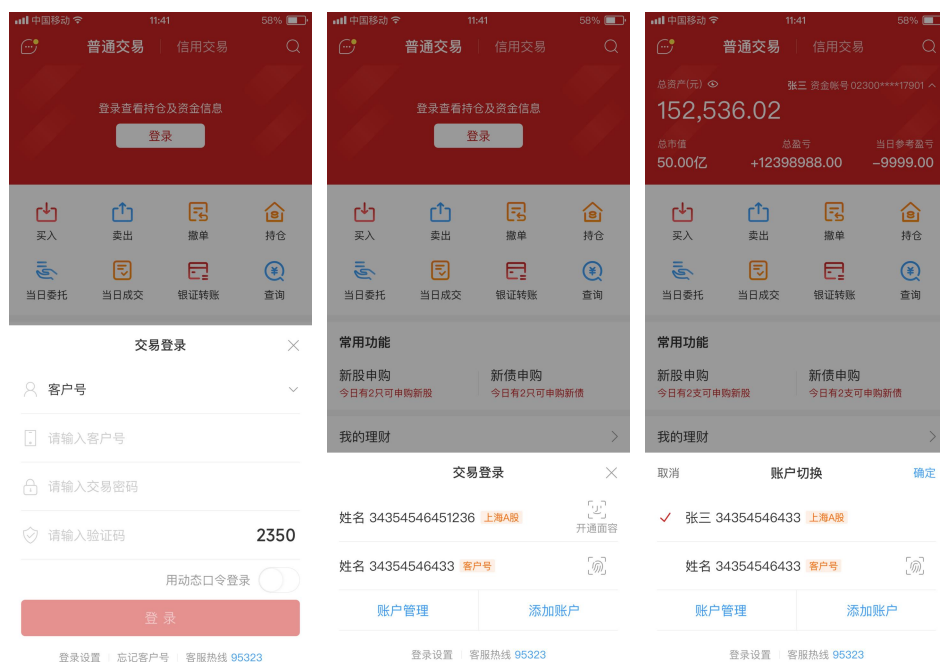 中国移动 11:41 58%
普通交易 信用交易
登录查看持仓及资金信息
登录
买入 卖出 撤单 持仓
当日委托 当日成交 银证转账 查询
交易登录
客户号
请输入客户号
请输入交易密码
请输入验证码 2350
用动态口令登录
登 录
登录设置 忘记客户号 客服热线 95323
中国移动 11:41 58%
普通交易 信用交易
登录查看持仓及资金信息
登录
买入 卖出 撤单 持仓
当日委托 当日成交 银证转账 查询
常用功能
新股申购 新债申购
今日有2只可申购新股 今日有2只可申购新债
我的理财
交易登录
姓名 34354546451236 上海A股 开通面容
姓名 34354546433 客户号
账户管理 添加账户
登录设置 客服热线 95323
中国移动 11:41 58%
普通交易 信用交易
总资产(元) 张三 资金帐号 02300****17901
152,536.02
总市值 总盈亏 当日参考盈亏
50.00亿 +12398988.00 -9999.00
买入 卖出 撤单 持仓
当日委托 当日成交 银证转账 查询
常用功能
新股申购 新债申购
今日有2支可申购新股 今日有2支可申购新债
我的理财
取消 账户切换 确定
张三 34354546433 上海A股
姓名 34354546433 客户号
账户管理 添加账户
登录设置 客服热线 95323